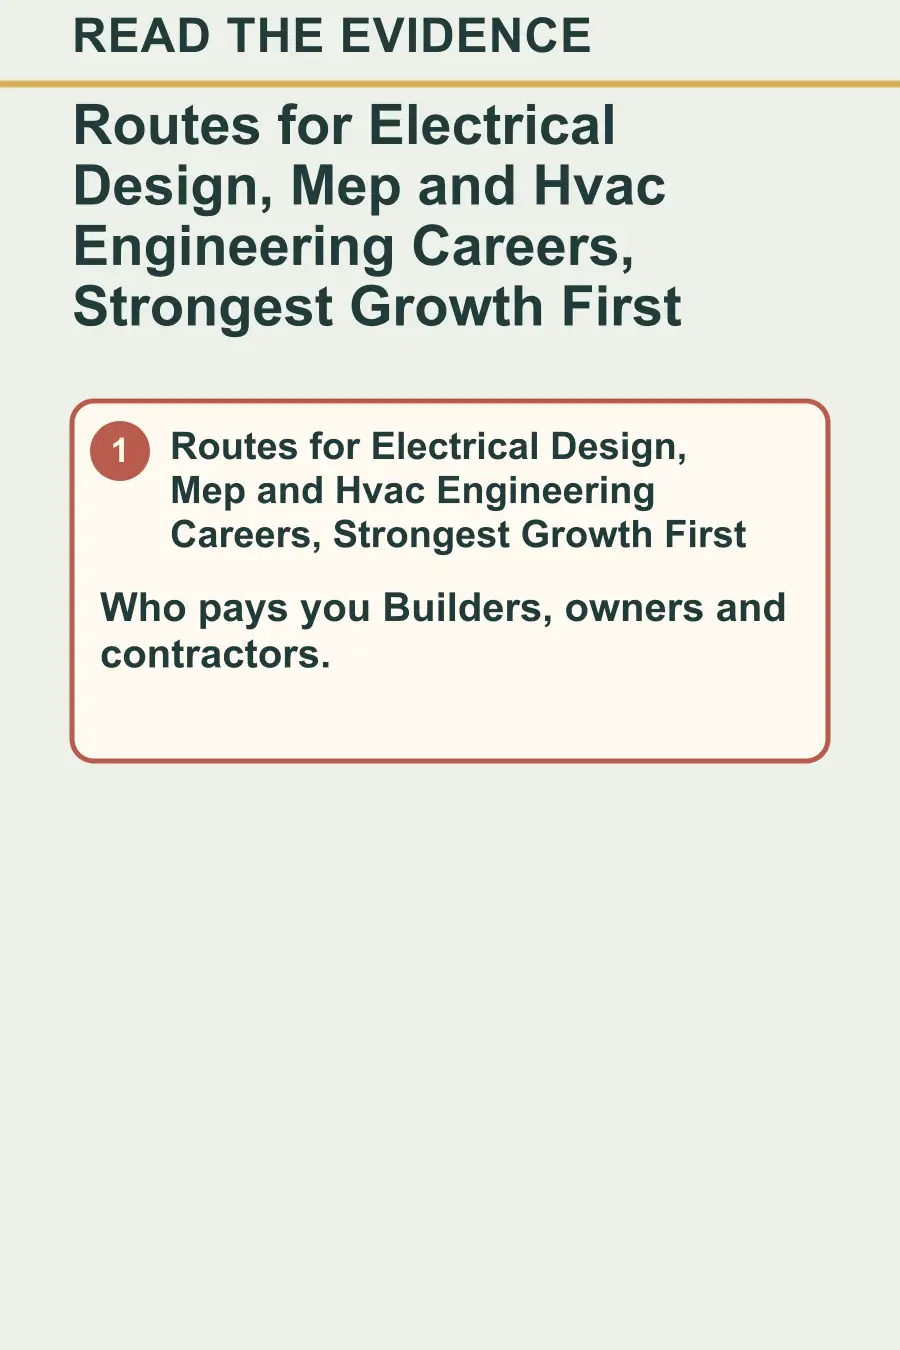 READ THE EVIDENCE
Routes for Electrical
Design, Mep and Hvac
Engineering Careers,
Strongest Growth First
1
Routes for Electrical Design,
Mep and Hvac Engineering
Careers, Strongest Growth First
Who pays you Builders, owners and
contractors.